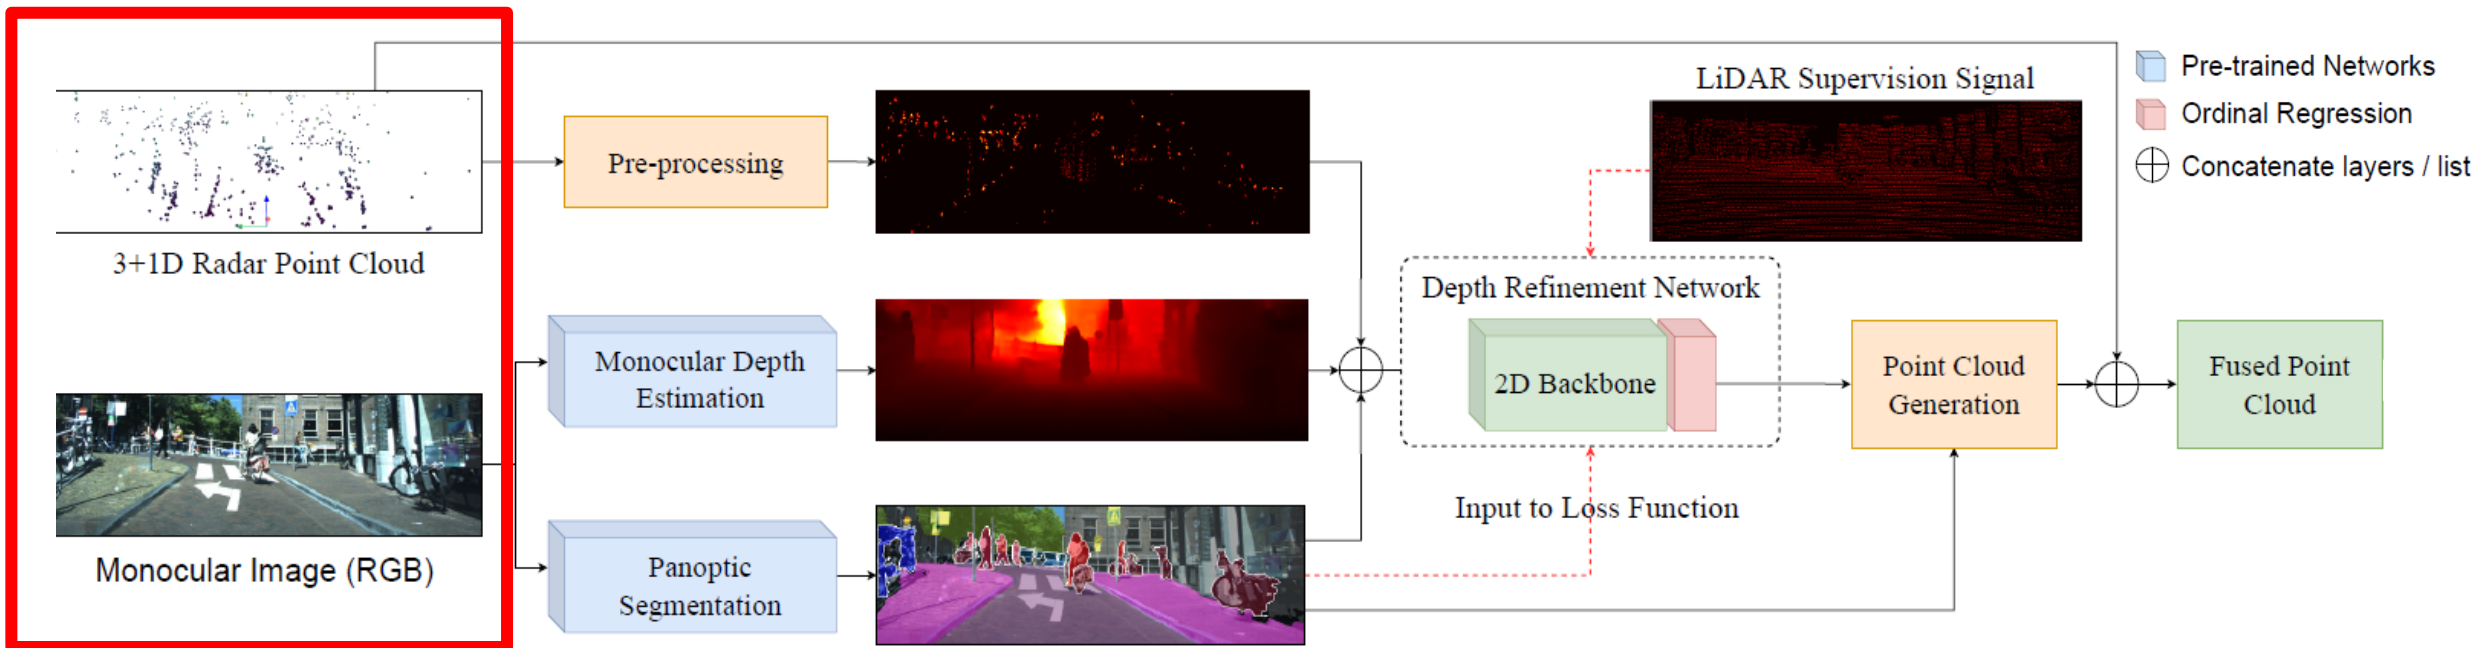 3+1D Radar Point Cloud
Monocular Image (RGB)
Pre-processing
Monocular Depth
Estimation
Panoptic
Segmentation
LiDAR Supervision Signal
Depth Refinement Network
2D Backbone
Input to Loss Function
Point Cloud
Generation
Fused Point
Cloud
Pre-trained Networks
Ordinal Regression
Concatenate layers / list